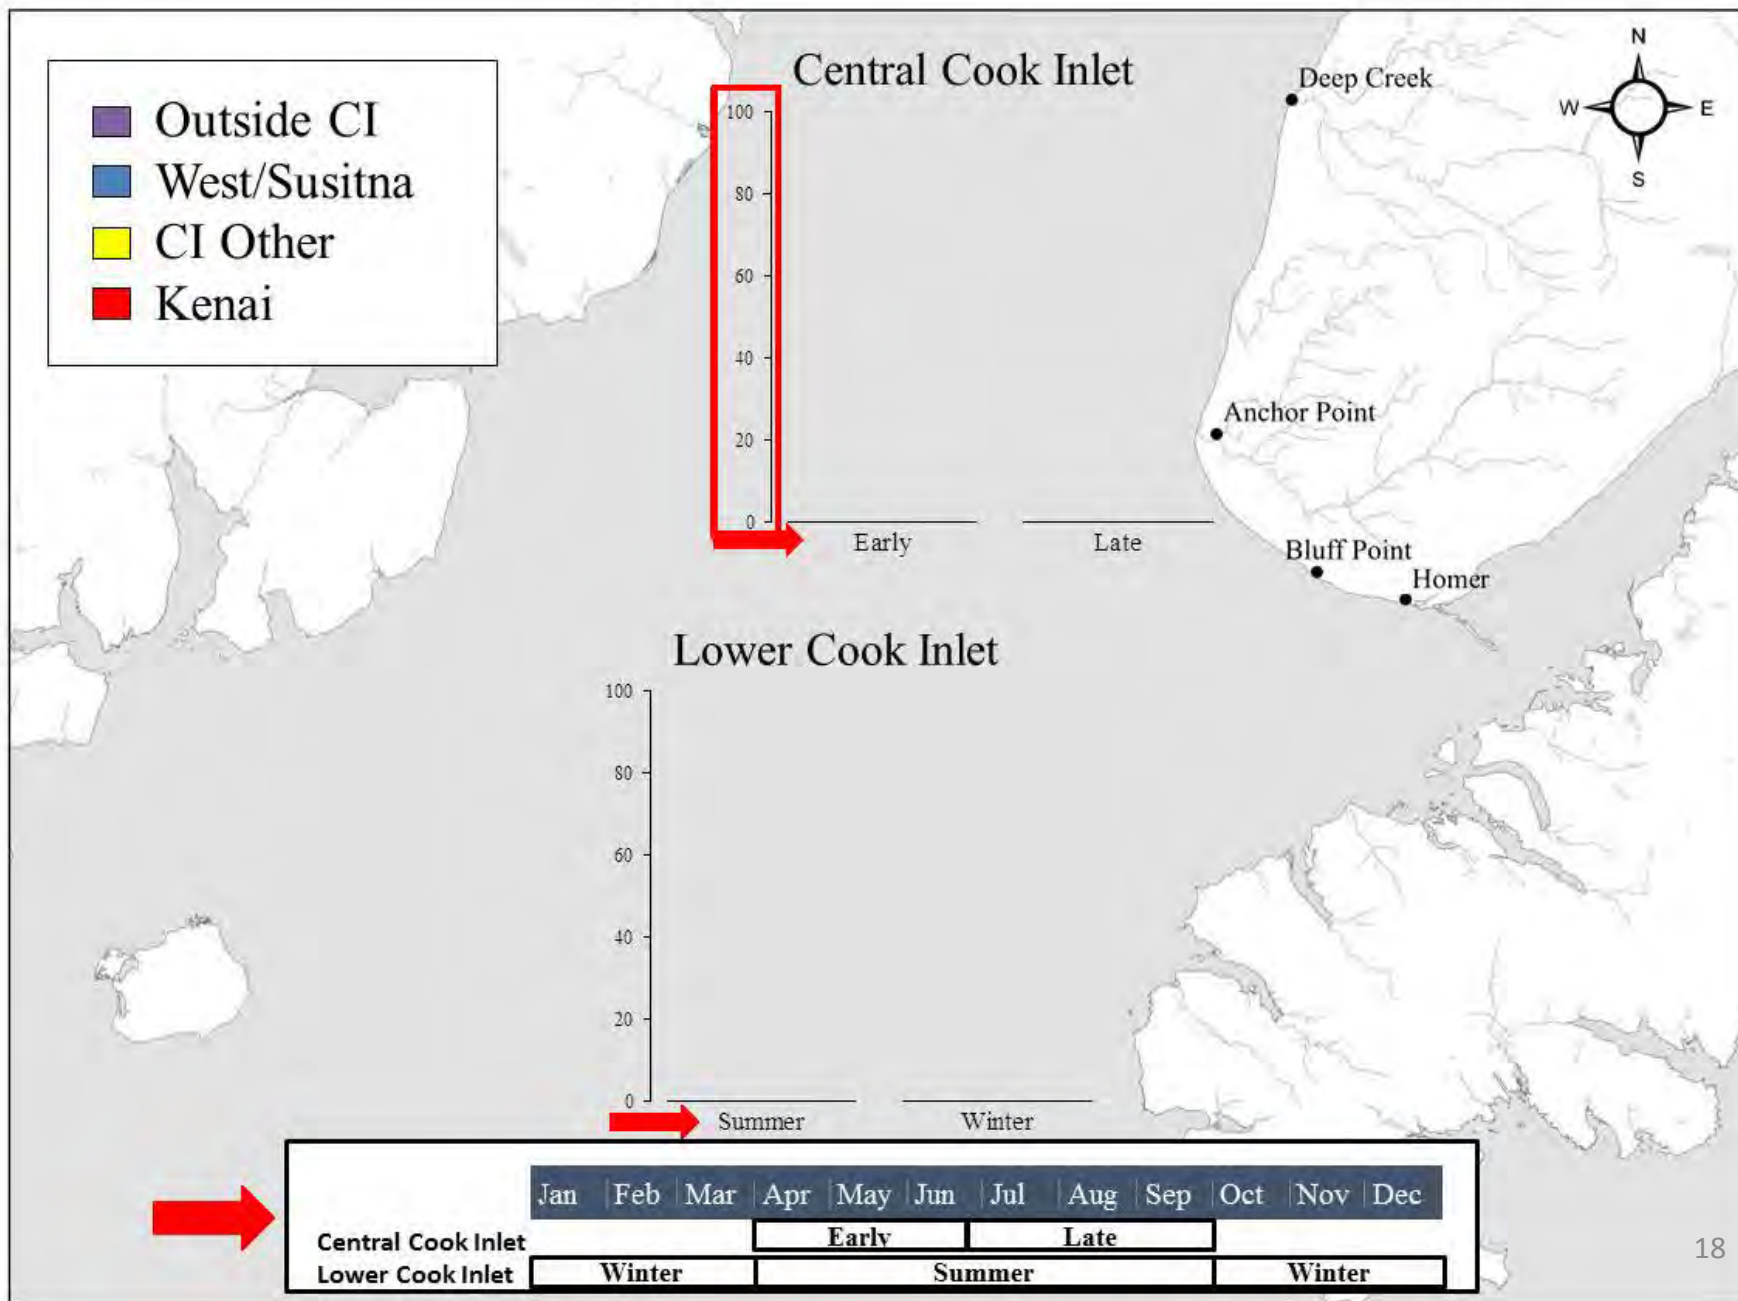 Outside CI
West/Susitna
CI Other
Kenai
Central Cook Inlet
100
80
60
40
20
0
Early
Late
Deep Creek
Anchor Point
Bluff Point
Homer
N
W
E
S
Lower Cook Inlet
100
80
60
40
20
0
Summer
Winter
Jan Feb Mar Apr May Jun Jul Aug Sep Oct Nov Dec
Central Cook Inlet Early Late
Lower Cook Inlet Winter Summer Winter
18